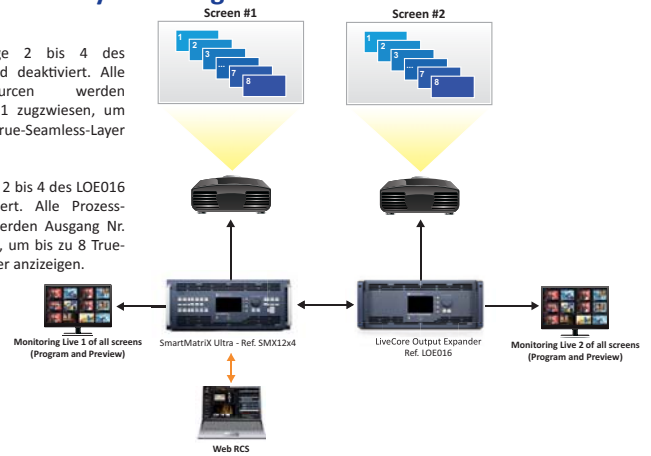 Screen #1
Screen #2
1
2
3
...
7
8
1
2
3
...
7
8
ge 2 bis 4 des
d deaktiviert. Alle
urcen werden
1 zugzwiesen, um
rue-Seamless-Layer
2 bis 4 des LOE016
ert. Alle Prozess-
erden Ausgang Nr.
, um bis zu 8 True-
er anzizeigen.
Monitoring Live 1 of all screens
(Program and Preview)
SmartMatriX Ultra - Ref. SMX12x4
LiveCore Output Expander
Ref. LOE016
Monitoring Live 2 of all screens
(Program and Preview)
Web RCS